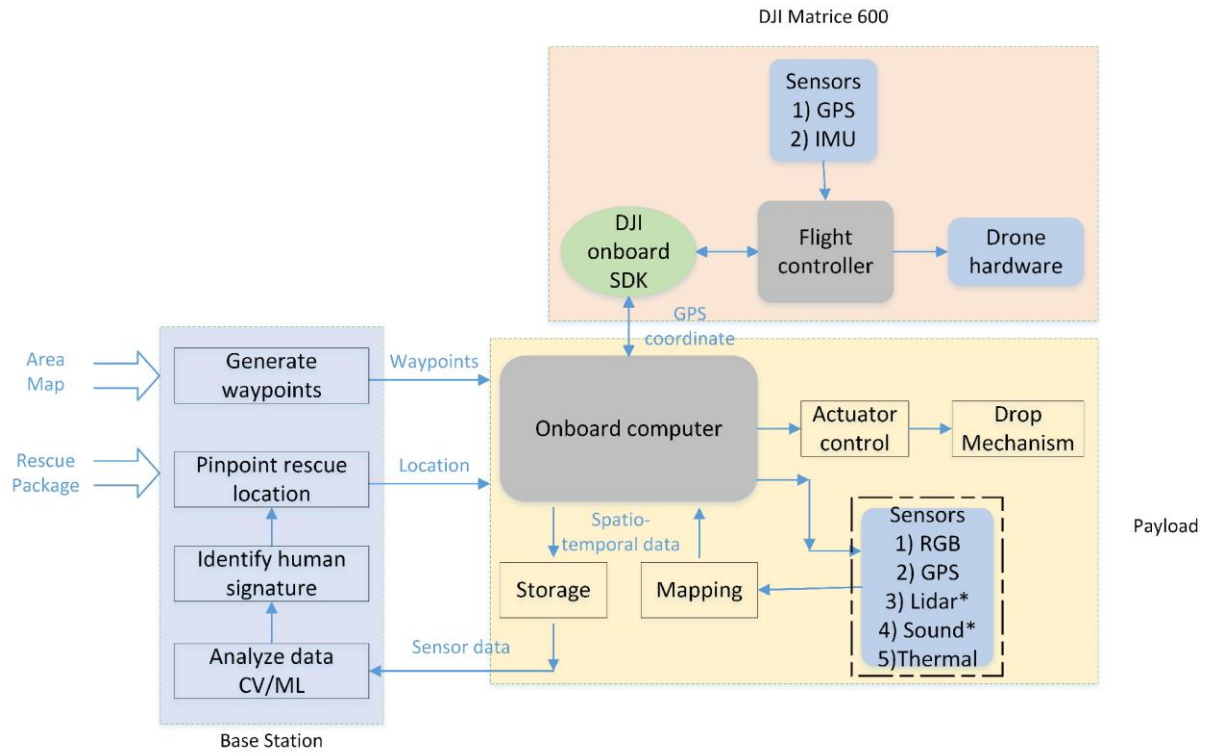 DJI Matrice 600
Sensors
1) GPS
2) IMU
DJI
onboard
SDK
Flight
controller
Drone
hardware
GPS
coordinate
Area
Map
Generate
waypoints
Waypoints
Onboard computer
Actuator
control
Drop
Mechanism
Rescue
Package
Pinpoint rescue
location
Location
Spatio-
temporal data
Sensors
1) RGB
2) GPS
3) Lidar*
4) Sound*
5)Thermal
Payload
Identify human
signature
Storage
Mapping
Sensor data
Analyze data
CV/ML
Base Station